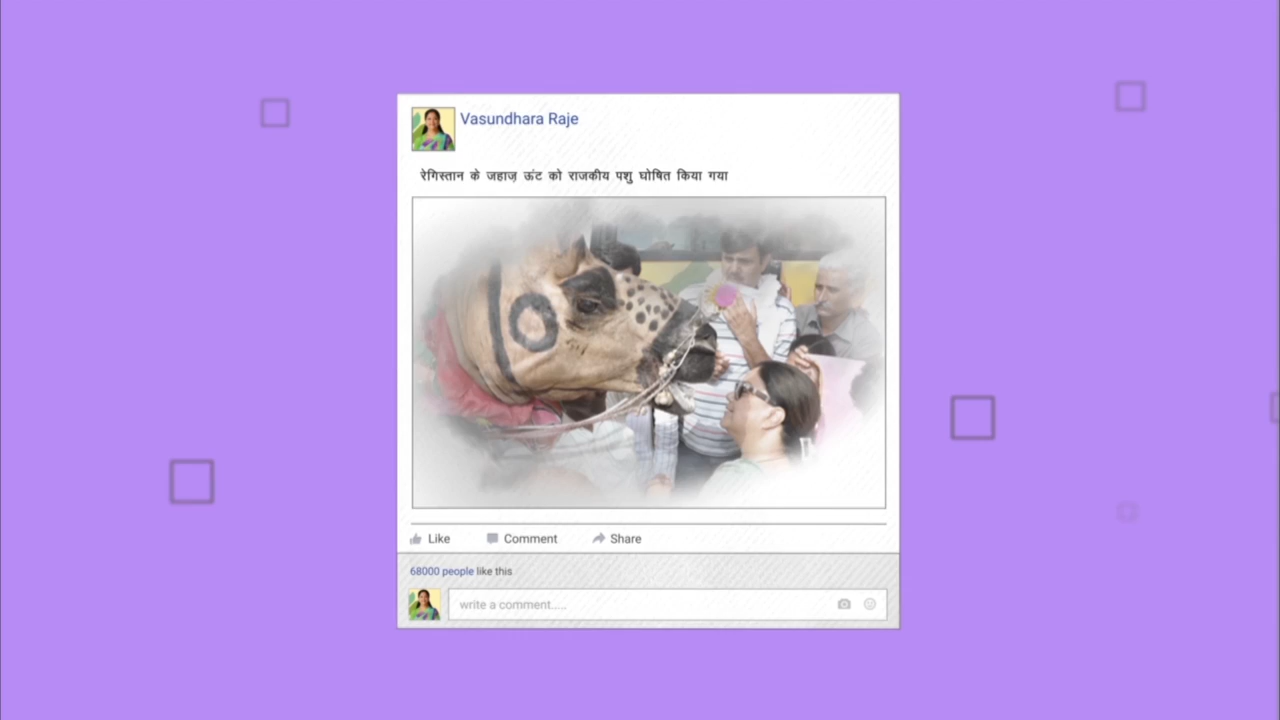 Vasundhara Raje
रेगिस्तान के जहाज़ ऊंट को राजकीय पशु घोषित किया गया
Like Comment Share
68000 people like this
write a comment.....